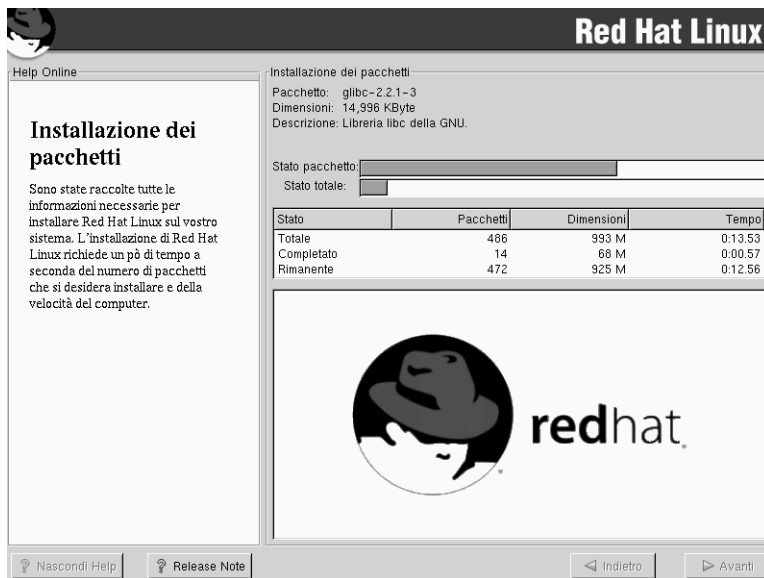 Red Hat Linux
Help Online
Installazione dei
pacchetti
Sono state raccolte tutte le
informazioni necessarie per
installare Red Hat Linux sul vostro
sistema. L'installazione di Red Hat
Linux richiede un pò di tempo a
seconda del numero di pacchetti
che si desidera installare e della
velocità del computer.
Installazione dei pacchetti
Pacchetto: glibc-2.2.1-3
Dimensioni: 14,996 KByte
Descrizione: Libreria libc della GNU.
Stato pacchetto:
Stato totale:
Stato Pacchetti Dimensioni Tempo
Totale 486 993 M 0:13.53
Completato 14 68 M 0:00.57
Rimanente 472 925 M 0:12.56
redhat.
Nascondi Help Release Note Indietro Avanti